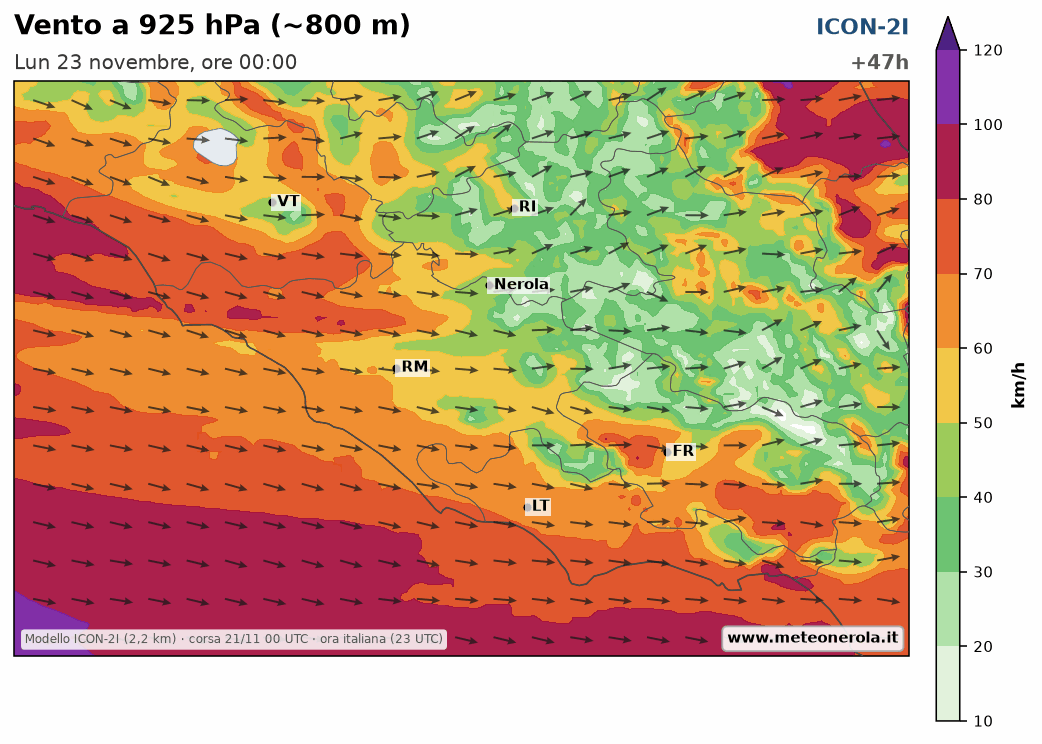 Vento a 925 hPa (~800 m)
ICON-2I
Lun 23 novembre, ore 00:00
+47h
120
100
80
70
60
50
40
30
20
10
km/h
VT
RI
Nerola
RM
FR
LT
Modello ICON-2I (2,2 km) · corsa 21/11 00 UTC · ora italiana (23 UTC)
www.meteonerola.it